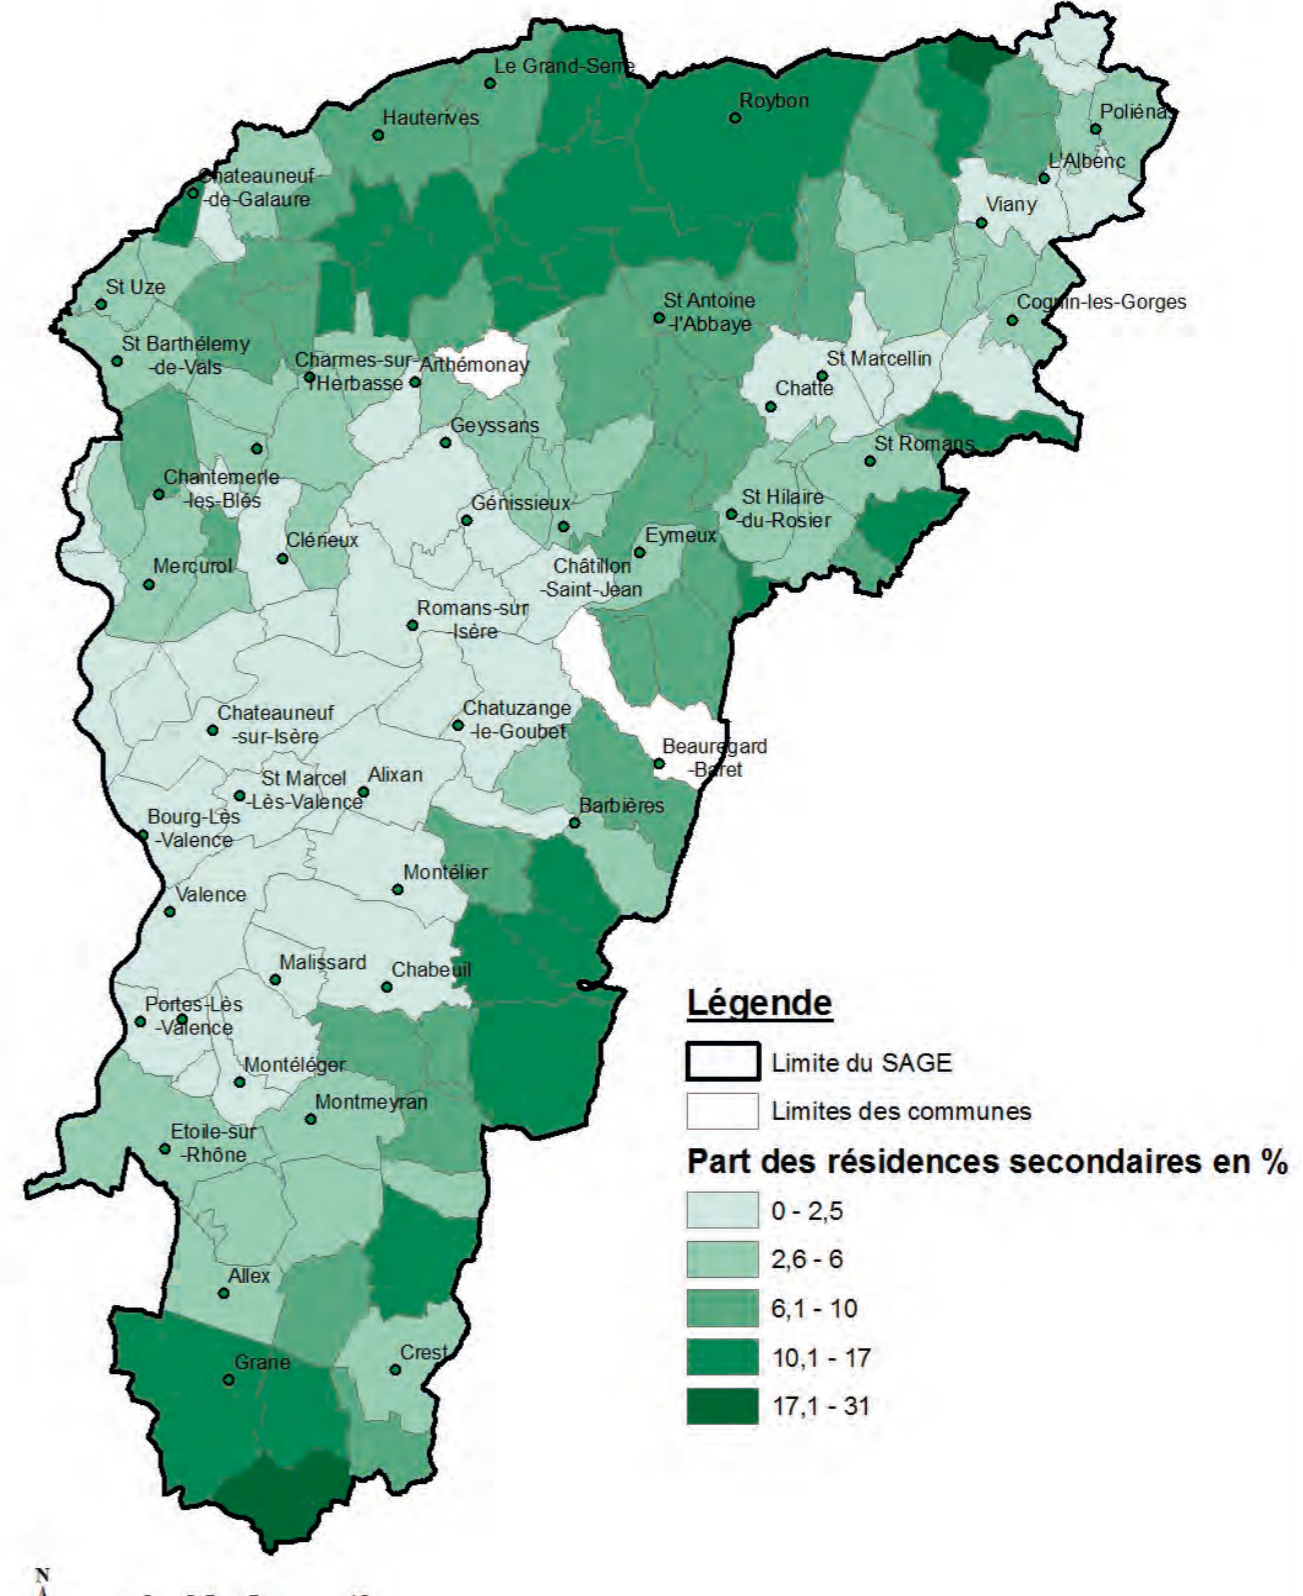 Le Grand-Serre
Roybon
Hauterives
Poliénas
L'Albenc
Chateauneuf
-de-Galaure
Viany
St Uze
St Antoine
-l'Abbaye
Cognin-les-Gorges
St Barthélemy
-de-Vals
Charmes-sur-
l'Herbasse
Arthémonay
St Marcellin
Chatte
Geyssans
St Romans
Chantemerle
-les-Blés
Génissieux
St Hilaire
-du-Rosier
Clérieux
Eymeux
Mercurol
Châtillon
-Saint-Jean
Romans-sur
-Isère
Chateauneuf
-sur-Isère
Chatuzange
-le-Goubet
Beauregard
-Baret
St Marcel
-Lès-Valence
Alixan
Barbières
Bourg-Lès
-Valence
Montélier
Valence
Malissard
Chabeuil
Portes-Lès
-Valence
Montéléger
Montmeyran
Etoile-sur
-Rhône
Allex
Grane
Crest
Légende
Limite du SAGE
Limites des communes
Part des résidences secondaires en %
0 - 2,5
2,6 - 6
6,1 - 10
10,1 - 17
17,1 - 31
N